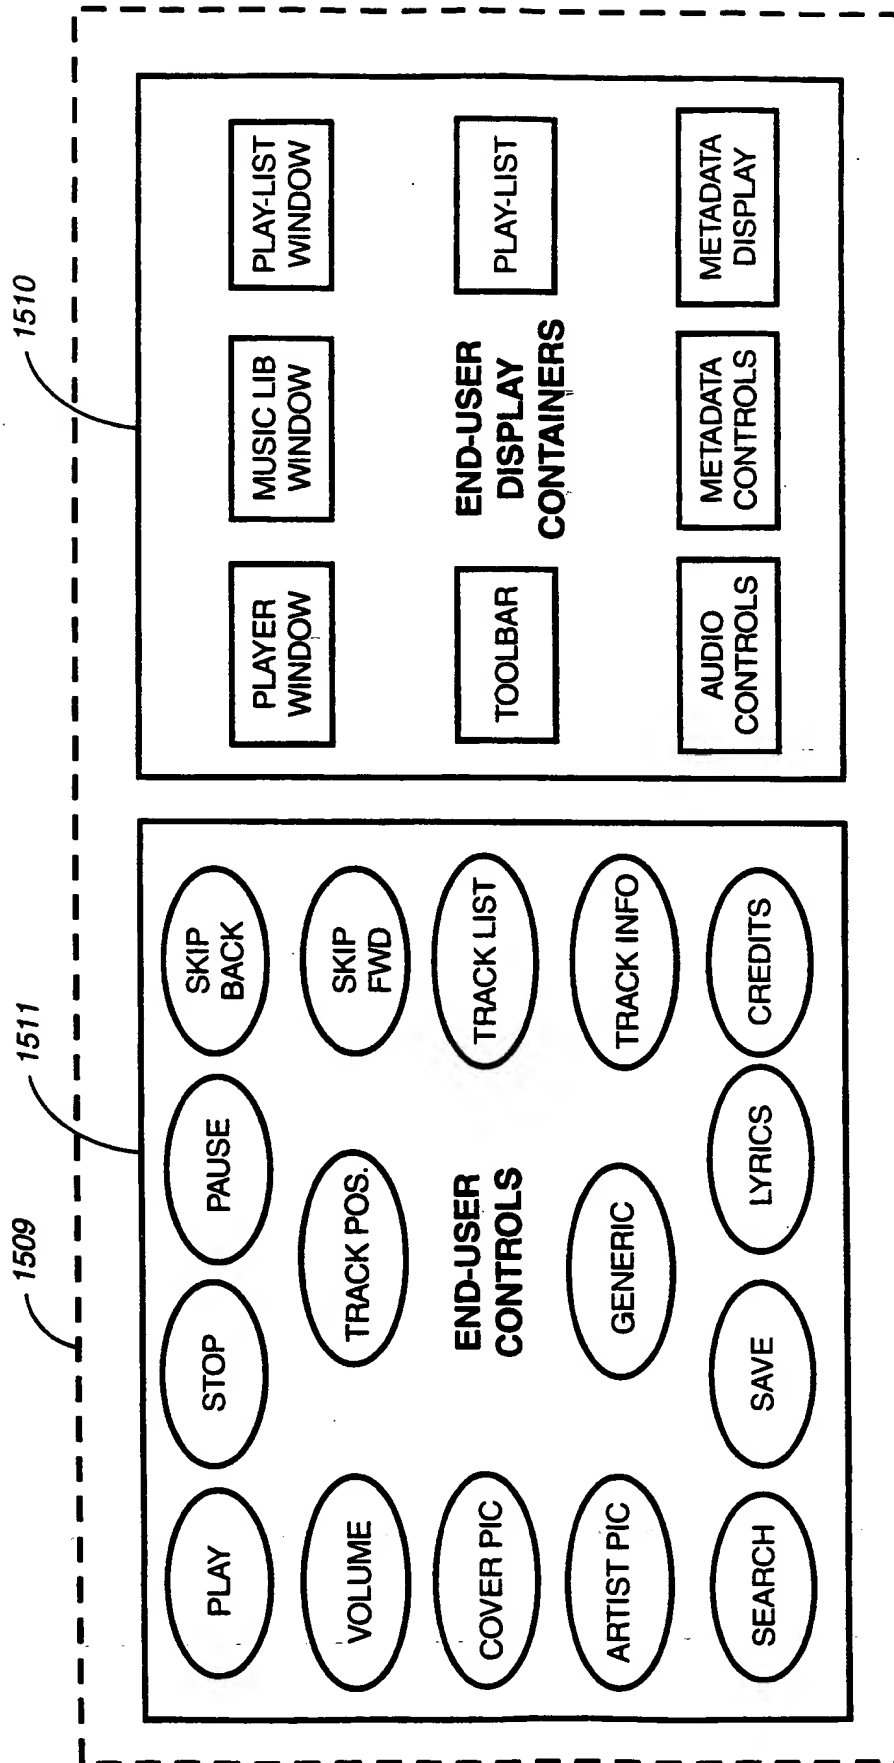 1509
1511
1510
PLAY
STOP
PAUSE
SKIP
BACK
VOLUME
TRACK POS.
SKIP
FWD
COVER PIC
END-USER
CONTROLS
TRACK LIST
ARTIST PIC
GENERIC
TRACK INFO
SEARCH
SAVE
LYRICS
CREDITS
PLAYER
WINDOW
MUSIC LIB
WINDOW
PLAY-LIST
WINDOW
TOOLBAR
END-USER
DISPLAY
CONTAINERS
PLAY-LIST
AUDIO
CONTROLS
METADATA
CONTROLS
METADATA
DISPLAY